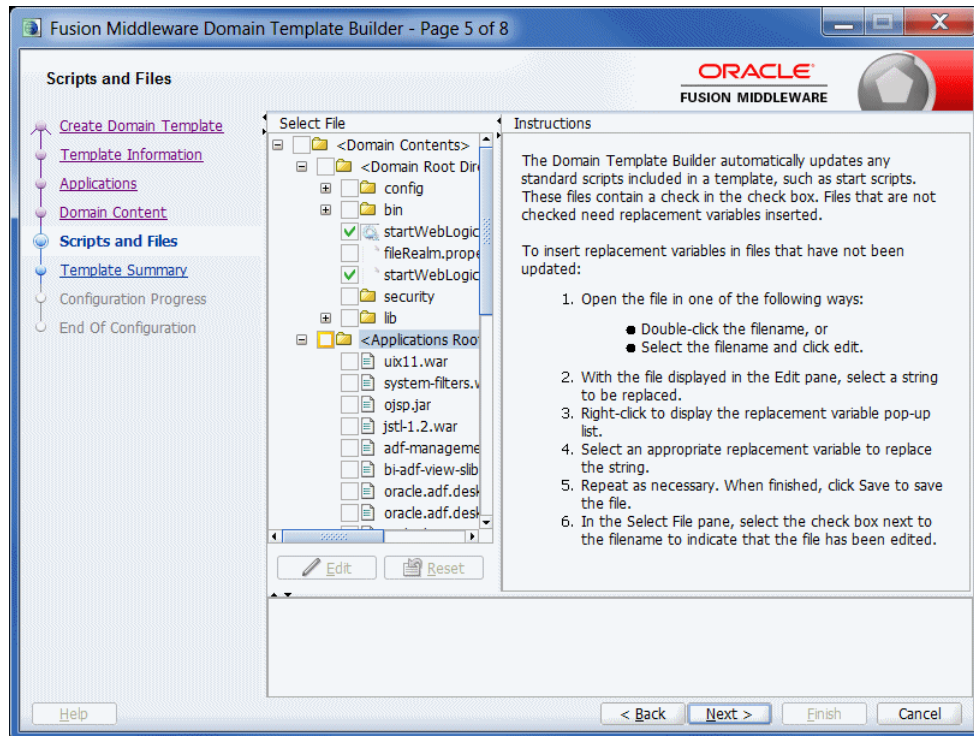 Fusion Middleware Domain Template Builder - Page 5 of 8
Scripts and Files
ORACLE
FUSION MIDDLEWARE
Create Domain Template
Template Information
Applications
Domain Content
Scripts and Files
Template Summary
Configuration Progress
End Of Configuration
Select File
<Domain Contents>
<Domain Root Dire
config
bin
startWebLogic
fileRealm.prope
startWebLogic
security
lib
<Applications Roo
uix11.war
system-filters.w
ojsp.jar
jstl-1.2.war
adf-manageme
bi-adf-view-slib
oracle.adf.desk
oracle.adf.desk
Edit
Reset
Instructions
The Domain Template Builder automatically updates any
standard scripts included in a template, such as start scripts.
These files contain a check in the check box. Files that are not
checked need replacement variables inserted.
To insert replacement variables in files that have not been
updated:
1. Open the file in one of the following ways:
● Double-click the filename, or
● Select the filename and click edit.
2. With the file displayed in the Edit pane, select a string
to be replaced.
3. Right-click to display the replacement variable pop-up
list.
4. Select an appropriate replacement variable to replace
the string.
5. Repeat as necessary. When finished, click Save to save
the file.
6. In the Select File pane, select the check box next to
the filename to indicate that the file has been edited.
Help
< Back
Next >
Finish
Cancel